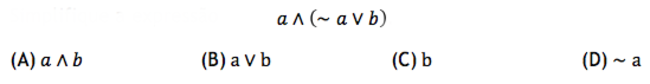 a ∧ (~ a ∨ b)
(A) a ∧ b (B) a ∨ b (C) b (D) ~ a